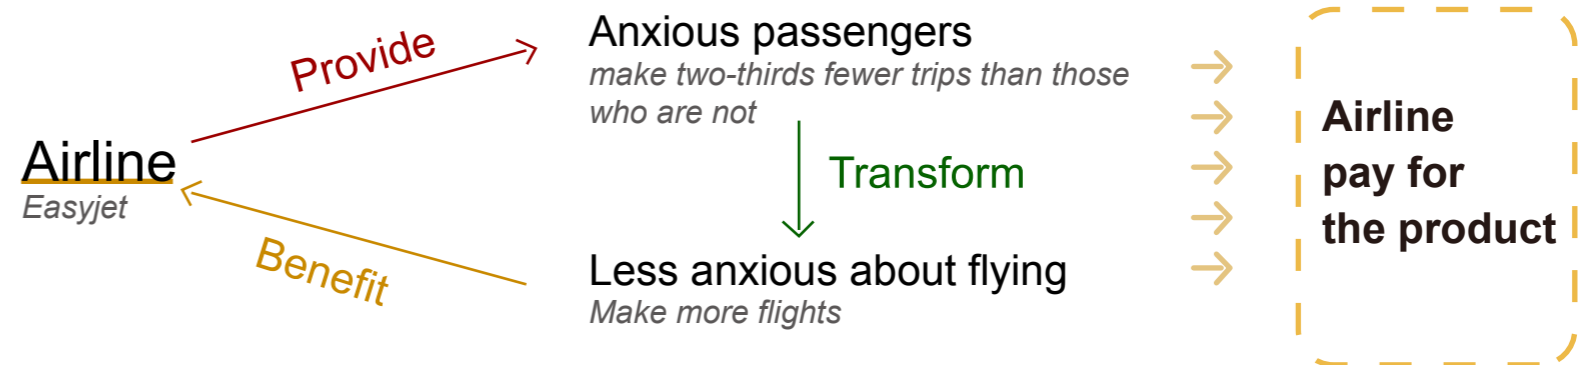 Provide
Anxious passengers
make two-thirds fewer trips than those
who are not
Airline
Easyjet
Transform
Benefit
Less anxious about flying
Make more flights
Airline
pay for
the product